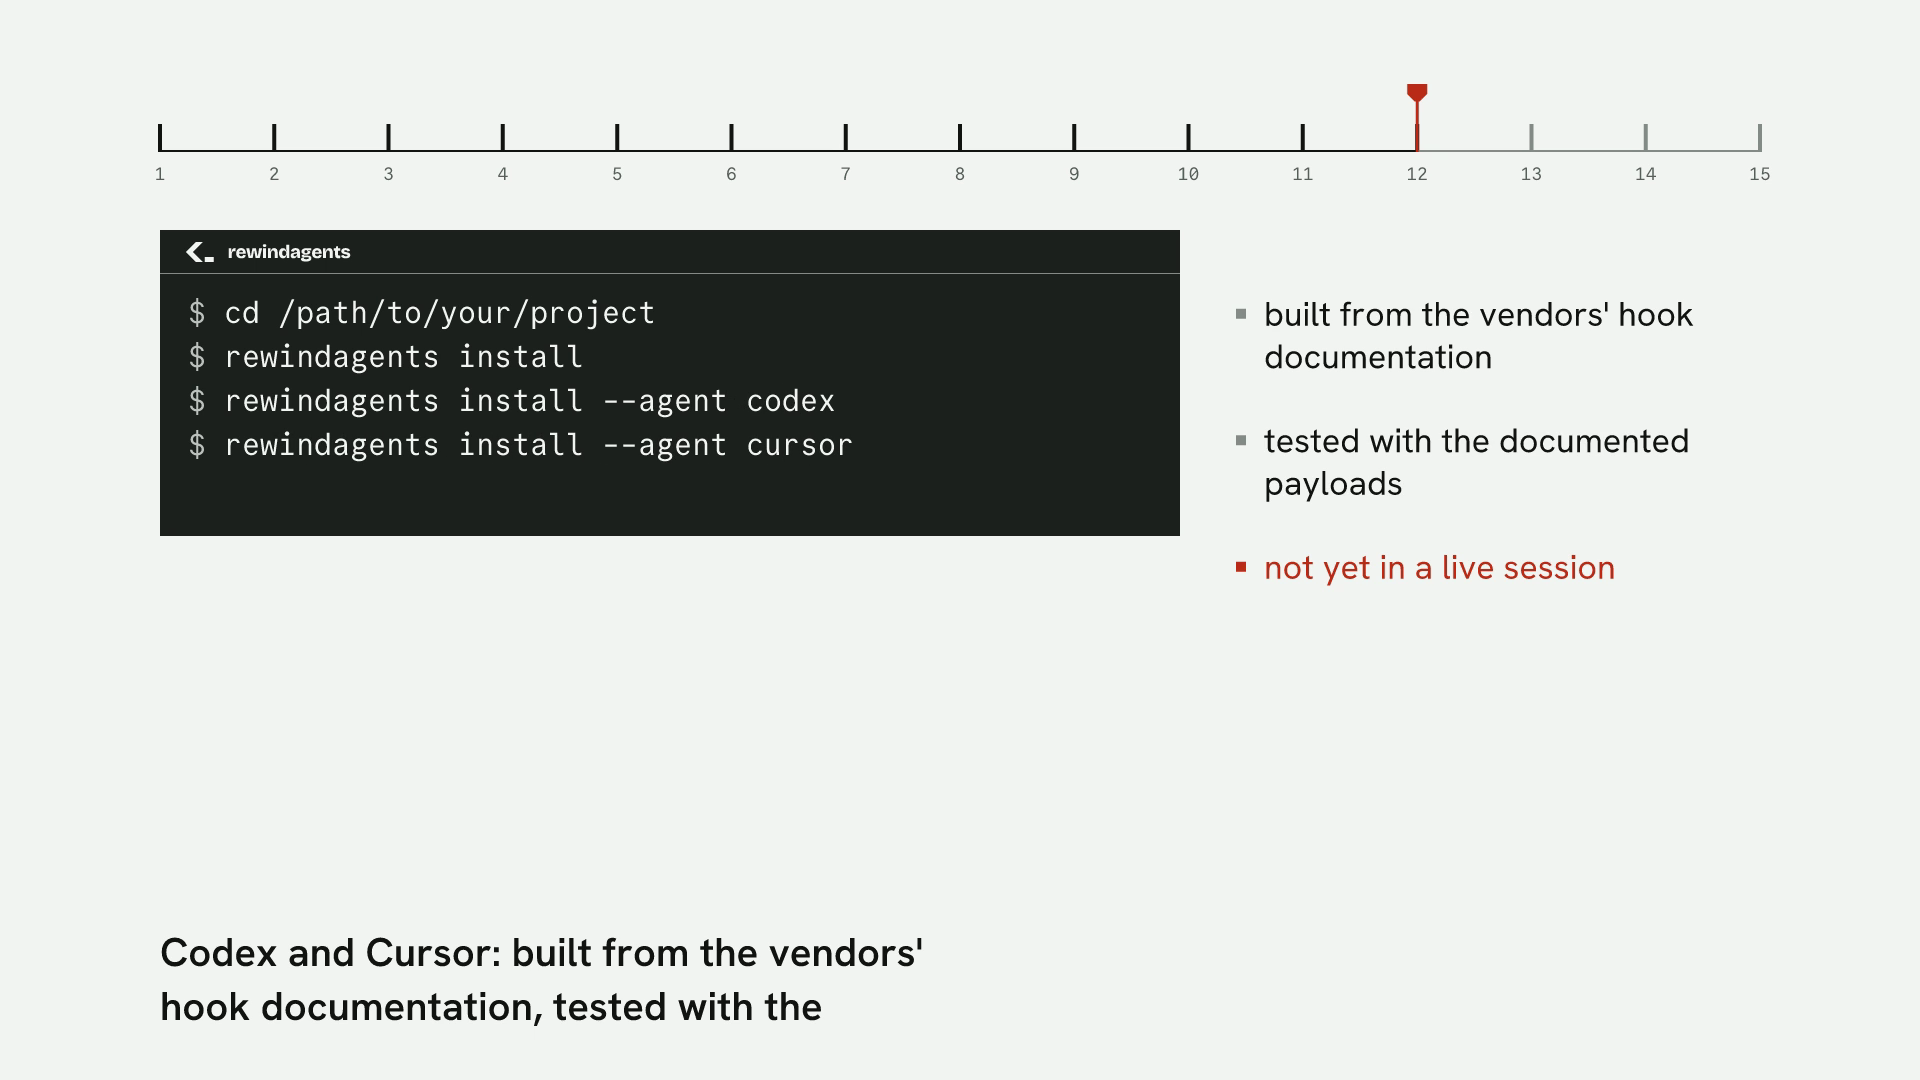 1 2 3 4 5 6 7 8 9 10 11 12 13 14 15
rewindagents
$ cd /path/to/your/project
$ rewindagents install
$ rewindagents install --agent codex
$ rewindagents install --agent cursor
built from the vendors' hook
documentation
tested with the documented
payloads
not yet in a live session
Codex and Cursor: built from the vendors'
hook documentation, tested with the